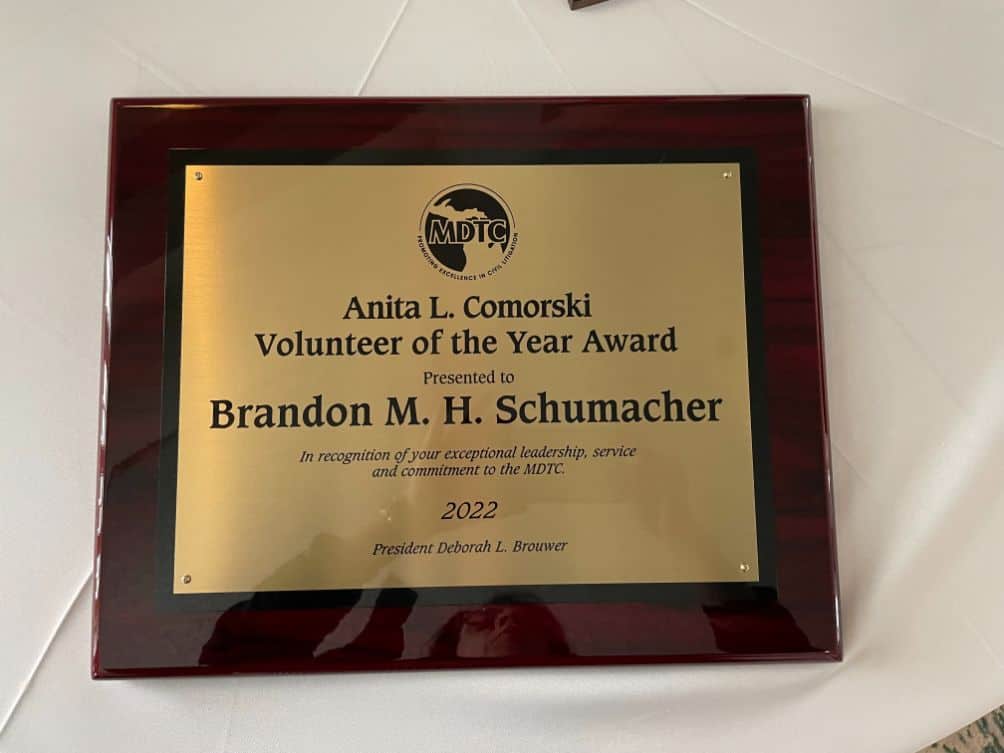 MDTC
PROMOTING EXCELLENCE IN CIVIL LITIGATION
Anita L. Comorski
Volunteer of the Year Award
Presented to
Brandon M. H. Schumacher
In recognition of your exceptional leadership, service
and commitment to the MDTC.
2022
President Deborah L. Brouwer